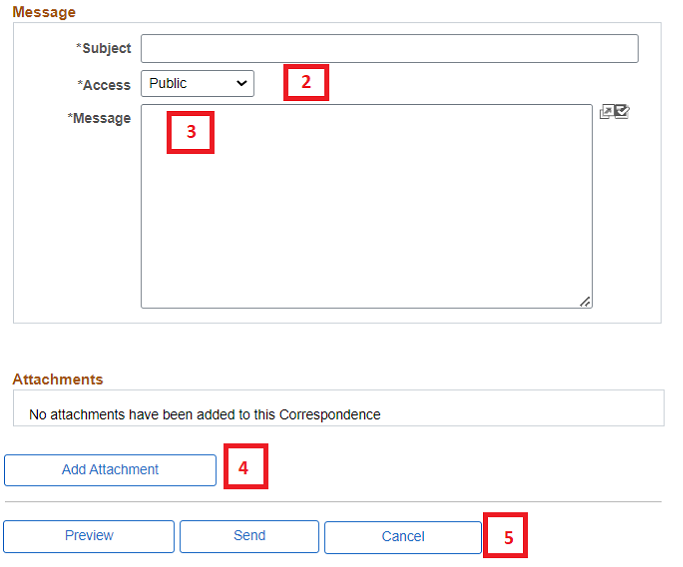 Message
*Subject
*Access Public 2
*Message 3
Attachments
No attachments have been added to this Correspondence
Add Attachment 4
Preview Send Cancel 5